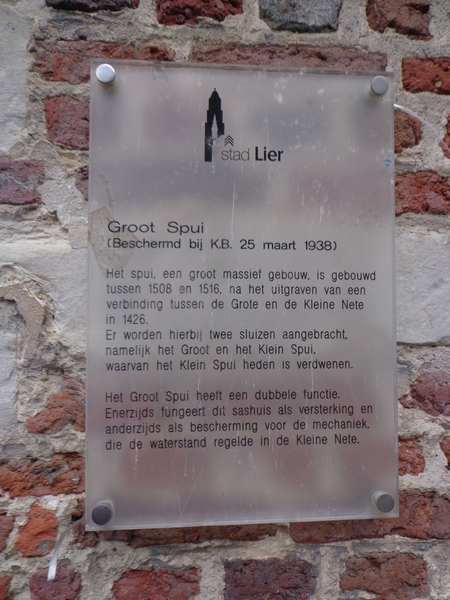 stad Lier
Groot Spui
(Beschermd bij K.B. 25 maart 1938)
Het spui, een groot massief gebouw, is gebouwd
tussen 1508 en 1516, na het uitgraven van een
verbinding tussen de Grote en de Kleine Nete
in 1426.
Er worden hierbij twee sluizen aangebracht,
namelijk het Groot en het Klein Spui,
waarvan het Klein Spui heden is verdwenen.
Het Groot Spui heeft een dubbele functie.
Enerzijds fungeert dit sashuis als versterking en
anderzijds als bescherming voor de mechaniek,
die de waterstand regelde in de Kleine Nete.